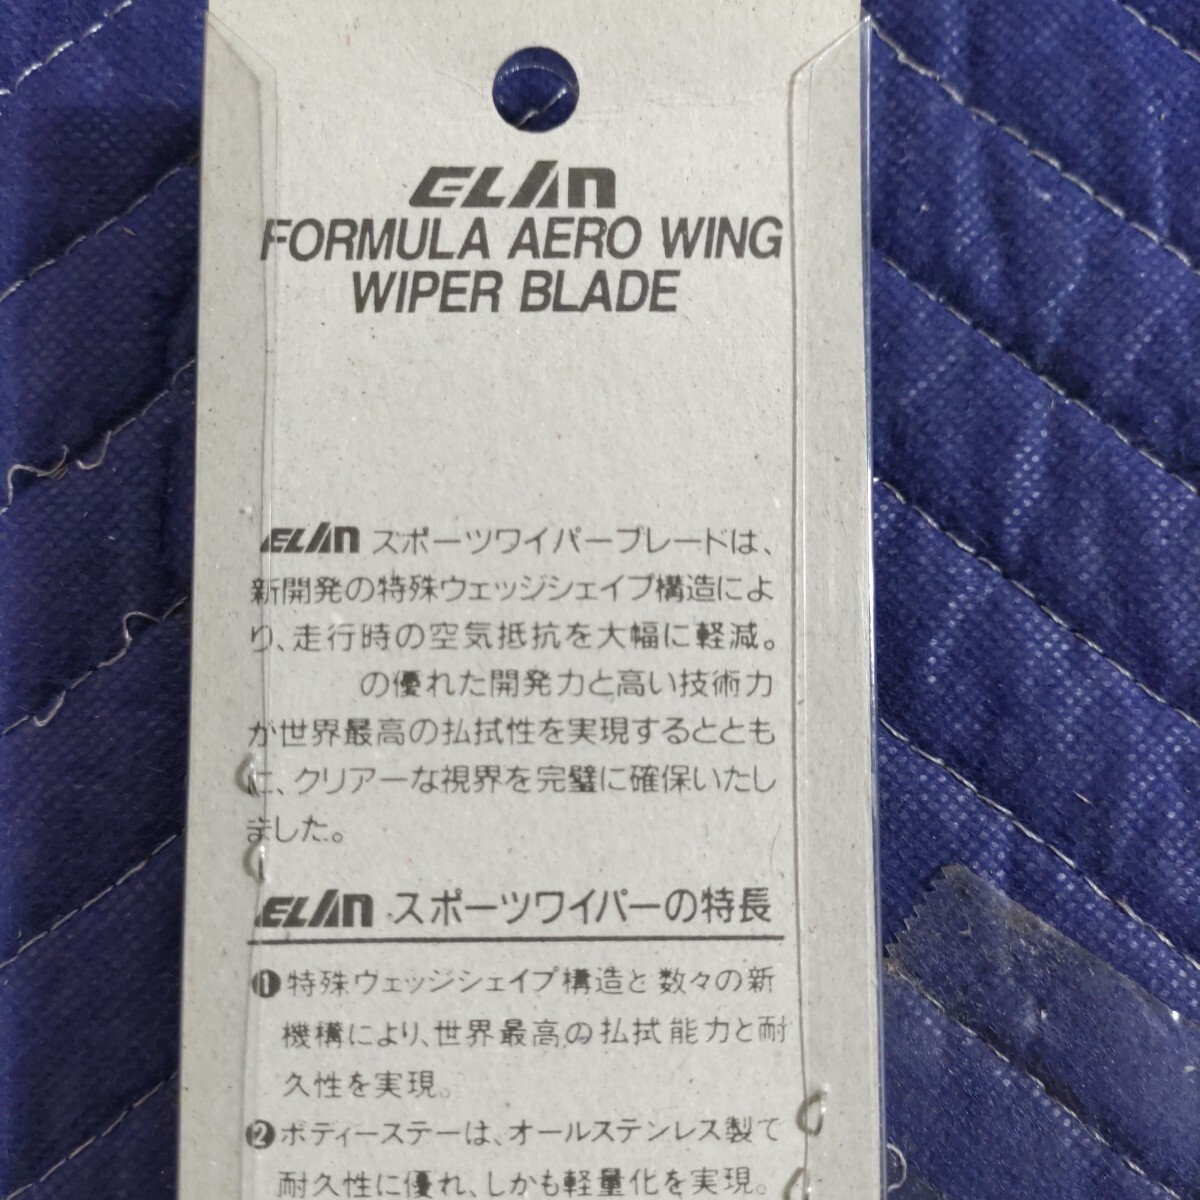 ELAN
FORMULA AERO WING
WIPER BLADE
ELAN スポーツワイパーブレードは、
新開発の特殊ウェッジシェイプ構造によ
り、走行時の空気抵抗を大幅に軽減。
の優れた開発力と高い技術力
が世界最高の払拭性を実現するととも
に、クリアーな視界を完璧に確保いたし
ました。
ELAN スポーツワイパーの特長
❶特殊ウェッジシェイプ構造と数々の新
機構により、世界最高の払拭能力と耐
久性を実現。
❷ボディーステーは、オールステンレス製で
耐久性に優れ、しかも軽量化を実現。